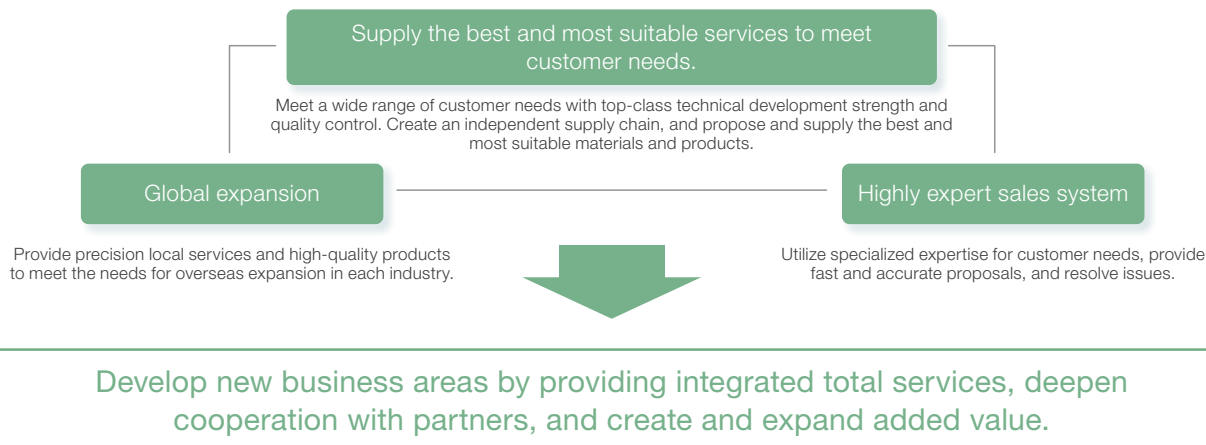 Supply the best and most suitable services to meet
customer needs.
Meet a wide range of customer needs with top-class technical development strength and
quality control. Create an independent supply chain, and propose and supply the best and
most suitable materials and products.
Global expansion
Highly expert sales system
Provide precision local services and high-quality products
to meet the needs for overseas expansion in each industry.
Utilize specialized expertise for customer needs, provide
fast and accurate proposals, and resolve issues.
Develop new business areas by providing integrated total services, deepen
cooperation with partners, and create and expand added value.